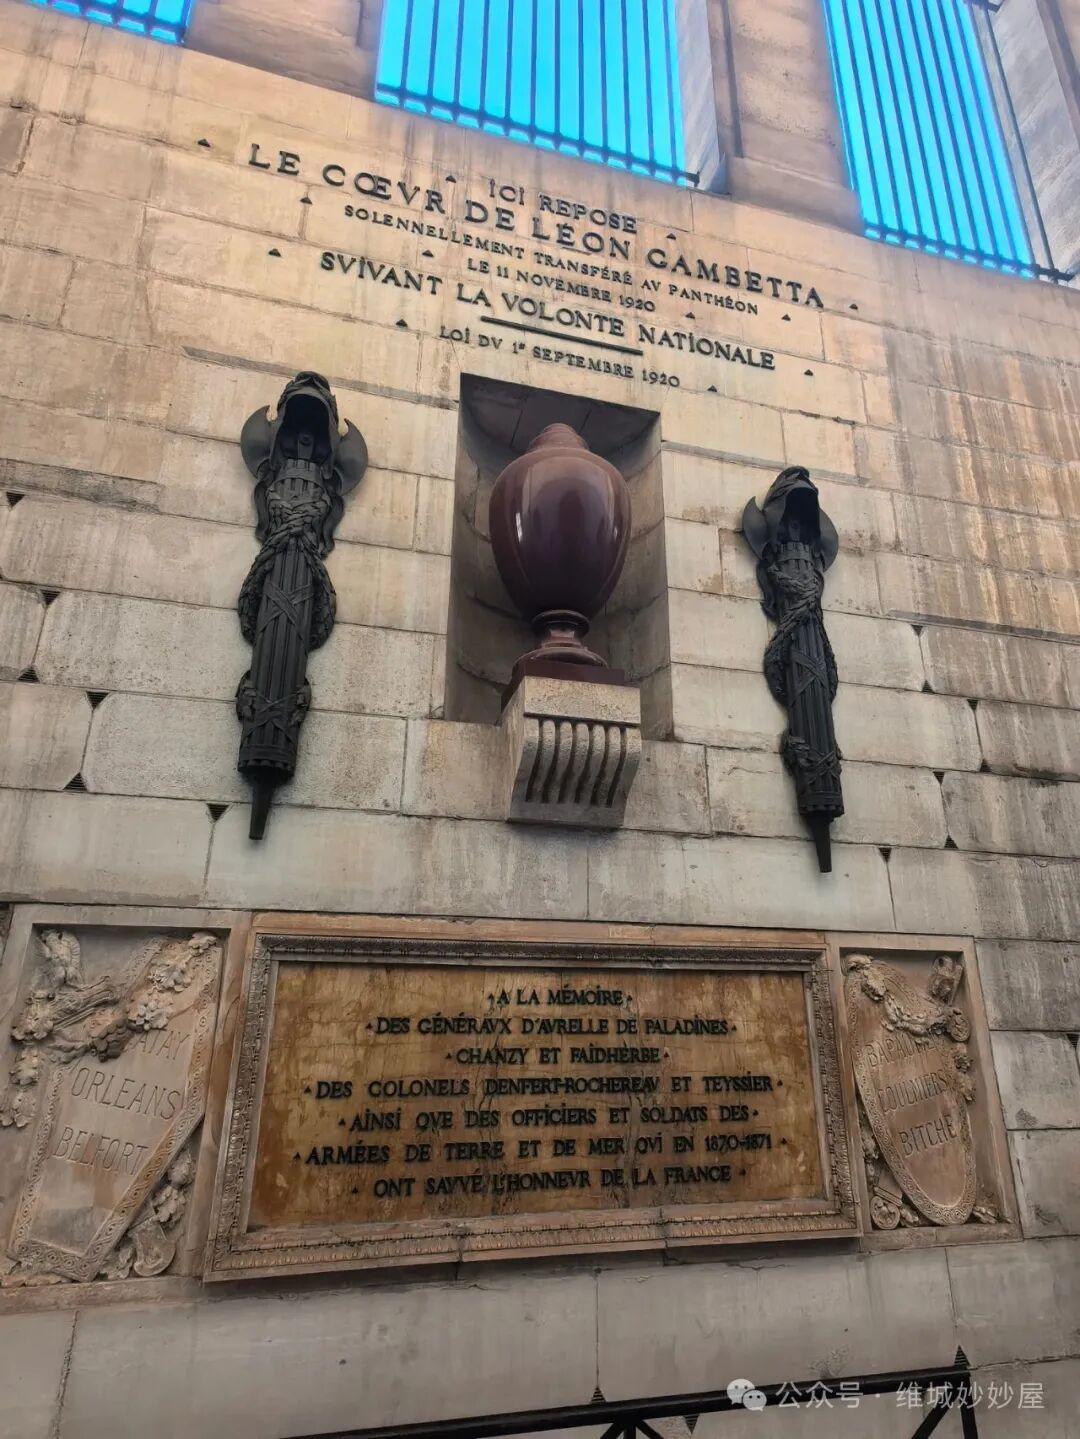 ICI REPOSE
LE CŒVR DE LÉON GAMBETTA
SOLENNELLEMENT TRANSFÉRÉ AV PANTHÉON
LE 11 NOVEMBRE 1920
SVIVANT LA VOLONTE NATIONALE
LOI DV 1ER SEPTEMBRE 1920
ORLEANS
BELFORT
A LA MÉMOIRE
DES GÉNÉRAVX D'AVRELLE DE PALADINES
CHANZY ET FAIDHERBE
DES COLONELS DENFERT-ROCHEREAV ET TEYSSIER
AINSI QVE DES OFFICIERS ET SOLDATS DES
ARMÉES DE TERRE ET DE MER QVI EN 1870-1871
ONT SAVVÉ L'HONNEVR DE LA FRANCE
BITCHE
公众号 · 维城妙妙屋